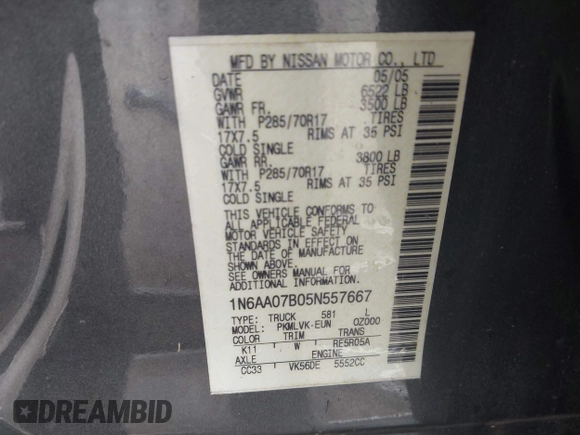 MFD BY NISSAN MOTOR CO., LTD
DATE 05/05
GVWR 6522 LB
GAWR FR. 3500 LB
WITH P285/70R17 TIRES
17X7.5 RIMS AT 35 PSI
COLD SINGLE
GAWR RR. 3800 LB
WITH P285/70R17 TIRES
17X7.5 RIMS AT 35 PSI
COLD SINGLE
THIS VEHICLE CONFORMS TO
ALL APPLICABLE FEDERAL
MOTOR VEHICLE SAFETY
STANDARDS IN EFFECT ON
THE DATE OF MANUFACTURE
SHOWN ABOVE.
SEE OWNERS MANUAL FOR
ADDITIONAL INFORMATION.
1N6AA07B05N557667
TYPE: TRUCK 581 L
MODEL: PKMLVK-EUN OZ000
COLOR TRIM TRANS
K11 W RE5R05A
AXLE ENGINE
CC33 VK56DE 5552CC
DREAMBID